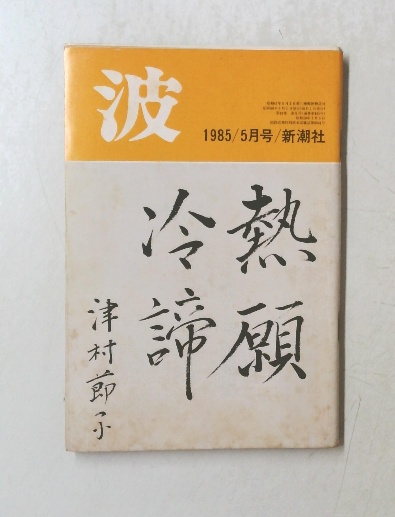 波
1985/5月号/新潮社
熱願
冷諦
津村節子